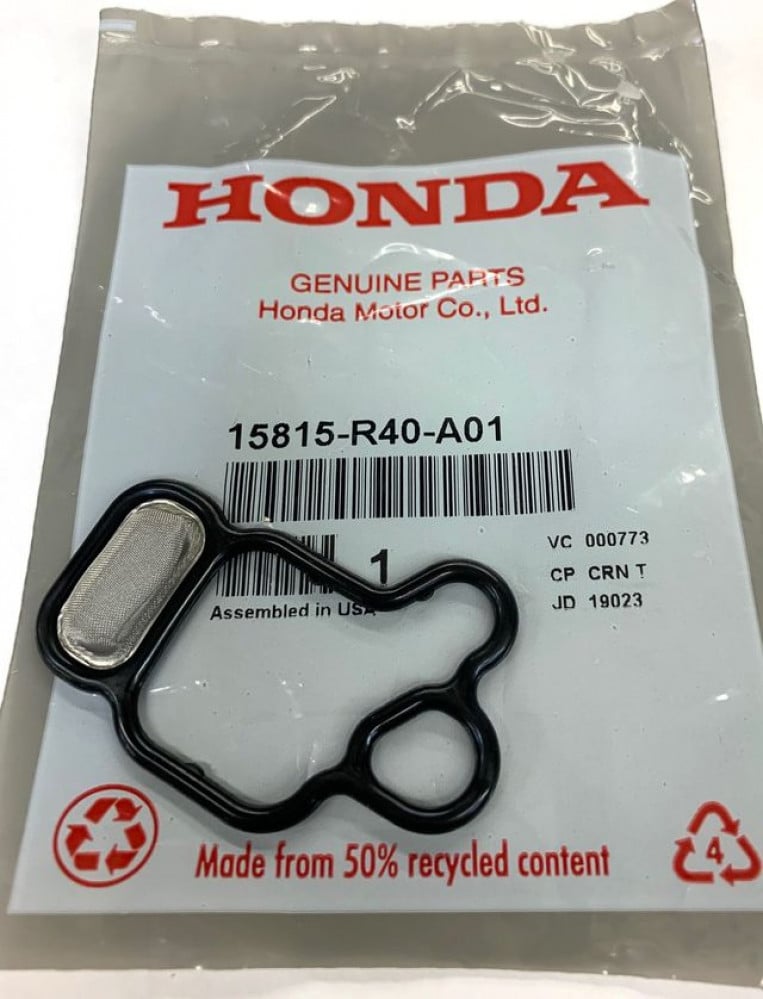 HONDA
GENUINE PARTS
Honda Motor Co., Ltd.
15815-R40-A01
1
VC 000773
CP CRN T
JD 19023
Assembled in USA
Made from 50% recycled content
4